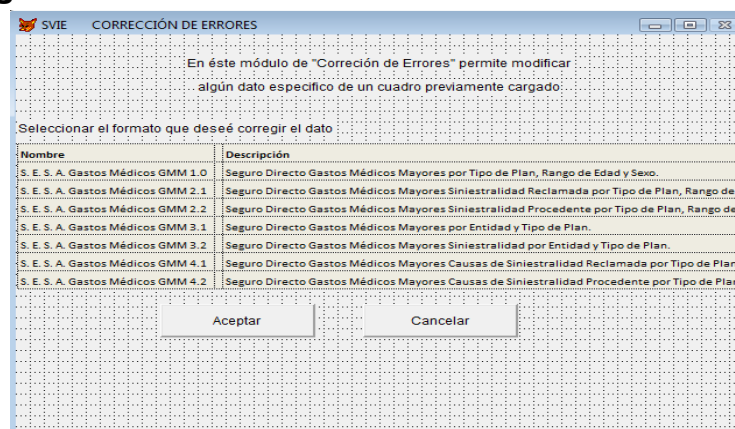 SVIE CORRECCIÓN DE ERRORES
En éste módulo de "Correción de Errores" permite modificar
algún dato especifico de un cuadro previamente cargado
Seleccionar el formato que deseé corregir el dato
Nombre Descripción
S. E. S. A. Gastos Médicos GMM 1.0 Seguro Directo Gastos Médicos Mayores por Tipo de Plan, Rango de Edad y Sexo.
S. E. S. A. Gastos Médicos GMM 2.1 Seguro Directo Gastos Médicos Mayores Siniestralidad Reclamada por Tipo de Plan, Rango de
S. E. S. A. Gastos Médicos GMM 2.2 Seguro Directo Gastos Médicos Mayores Siniestralidad Procedente por Tipo de Plan, Rango de
S. E. S. A. Gastos Médicos GMM 3.1 Seguro Directo Gastos Médicos Mayores por Entidad y Tipo de Plan.
S. E. S. A. Gastos Médicos GMM 3.2 Seguro Directo Gastos Médicos Mayores Siniestralidad por Entidad y Tipo de Plan.
S. E. S. A. Gastos Médicos GMM 4.1 Seguro Directo Gastos Médicos Mayores Causas de Siniestralidad Reclamada por Tipo de Plan
S. E. S. A. Gastos Médicos GMM 4.2 Seguro Directo Gastos Médicos Mayores Causas de Siniestralidad Procedente por Tipo de Plan
Aceptar Cancelar